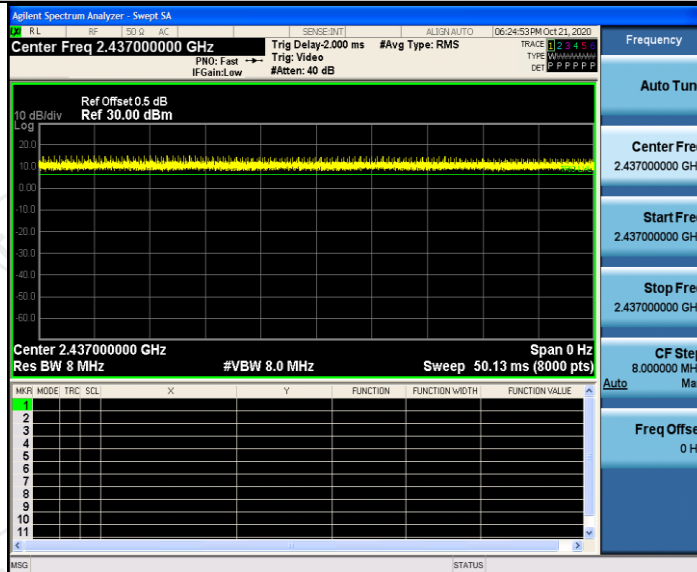 Agilent Spectrum Analyzer - Swept SA
RL RF 50 Ω AC SENSE:INT ALIGN AUTO 06:24:53 PM Oct 21, 2020
Center Freq 2.437000000 GHz
PNO: Fast
IFGain:Low
Trig Delay-2.000 ms
Trig: Video
#Atten: 40 dB
#Avg Type: RMS
TRACE 1 2 3 4 5 6
TYPE
DET P P P P P P
Ref Offset 0.5 dB
10 dB/div Ref 30.00 dBm
Log
20.0
10.0
0.00
-10.0
-20.0
-30.0
-40.0
-50.0
-60.0
Center 2.437000000 GHz Span 0 Hz
Res BW 8 MHz #VBW 8.0 MHz Sweep 50.13 ms (8000 pts)
MKR MODE TRC SCL X Y FUNCTION FUNCTION WIDTH FUNCTION VALUE
1
2
3
4
5
6
7
8
9
10
11
MSG STATUS
Frequency
Auto Tun
Center Fre
2.437000000 GH
Start Fre
2.437000000 GH
Stop Fre
2.437000000 GH
CF Ste
8.000000 MH
Auto Ma
Freq Offse
0 H